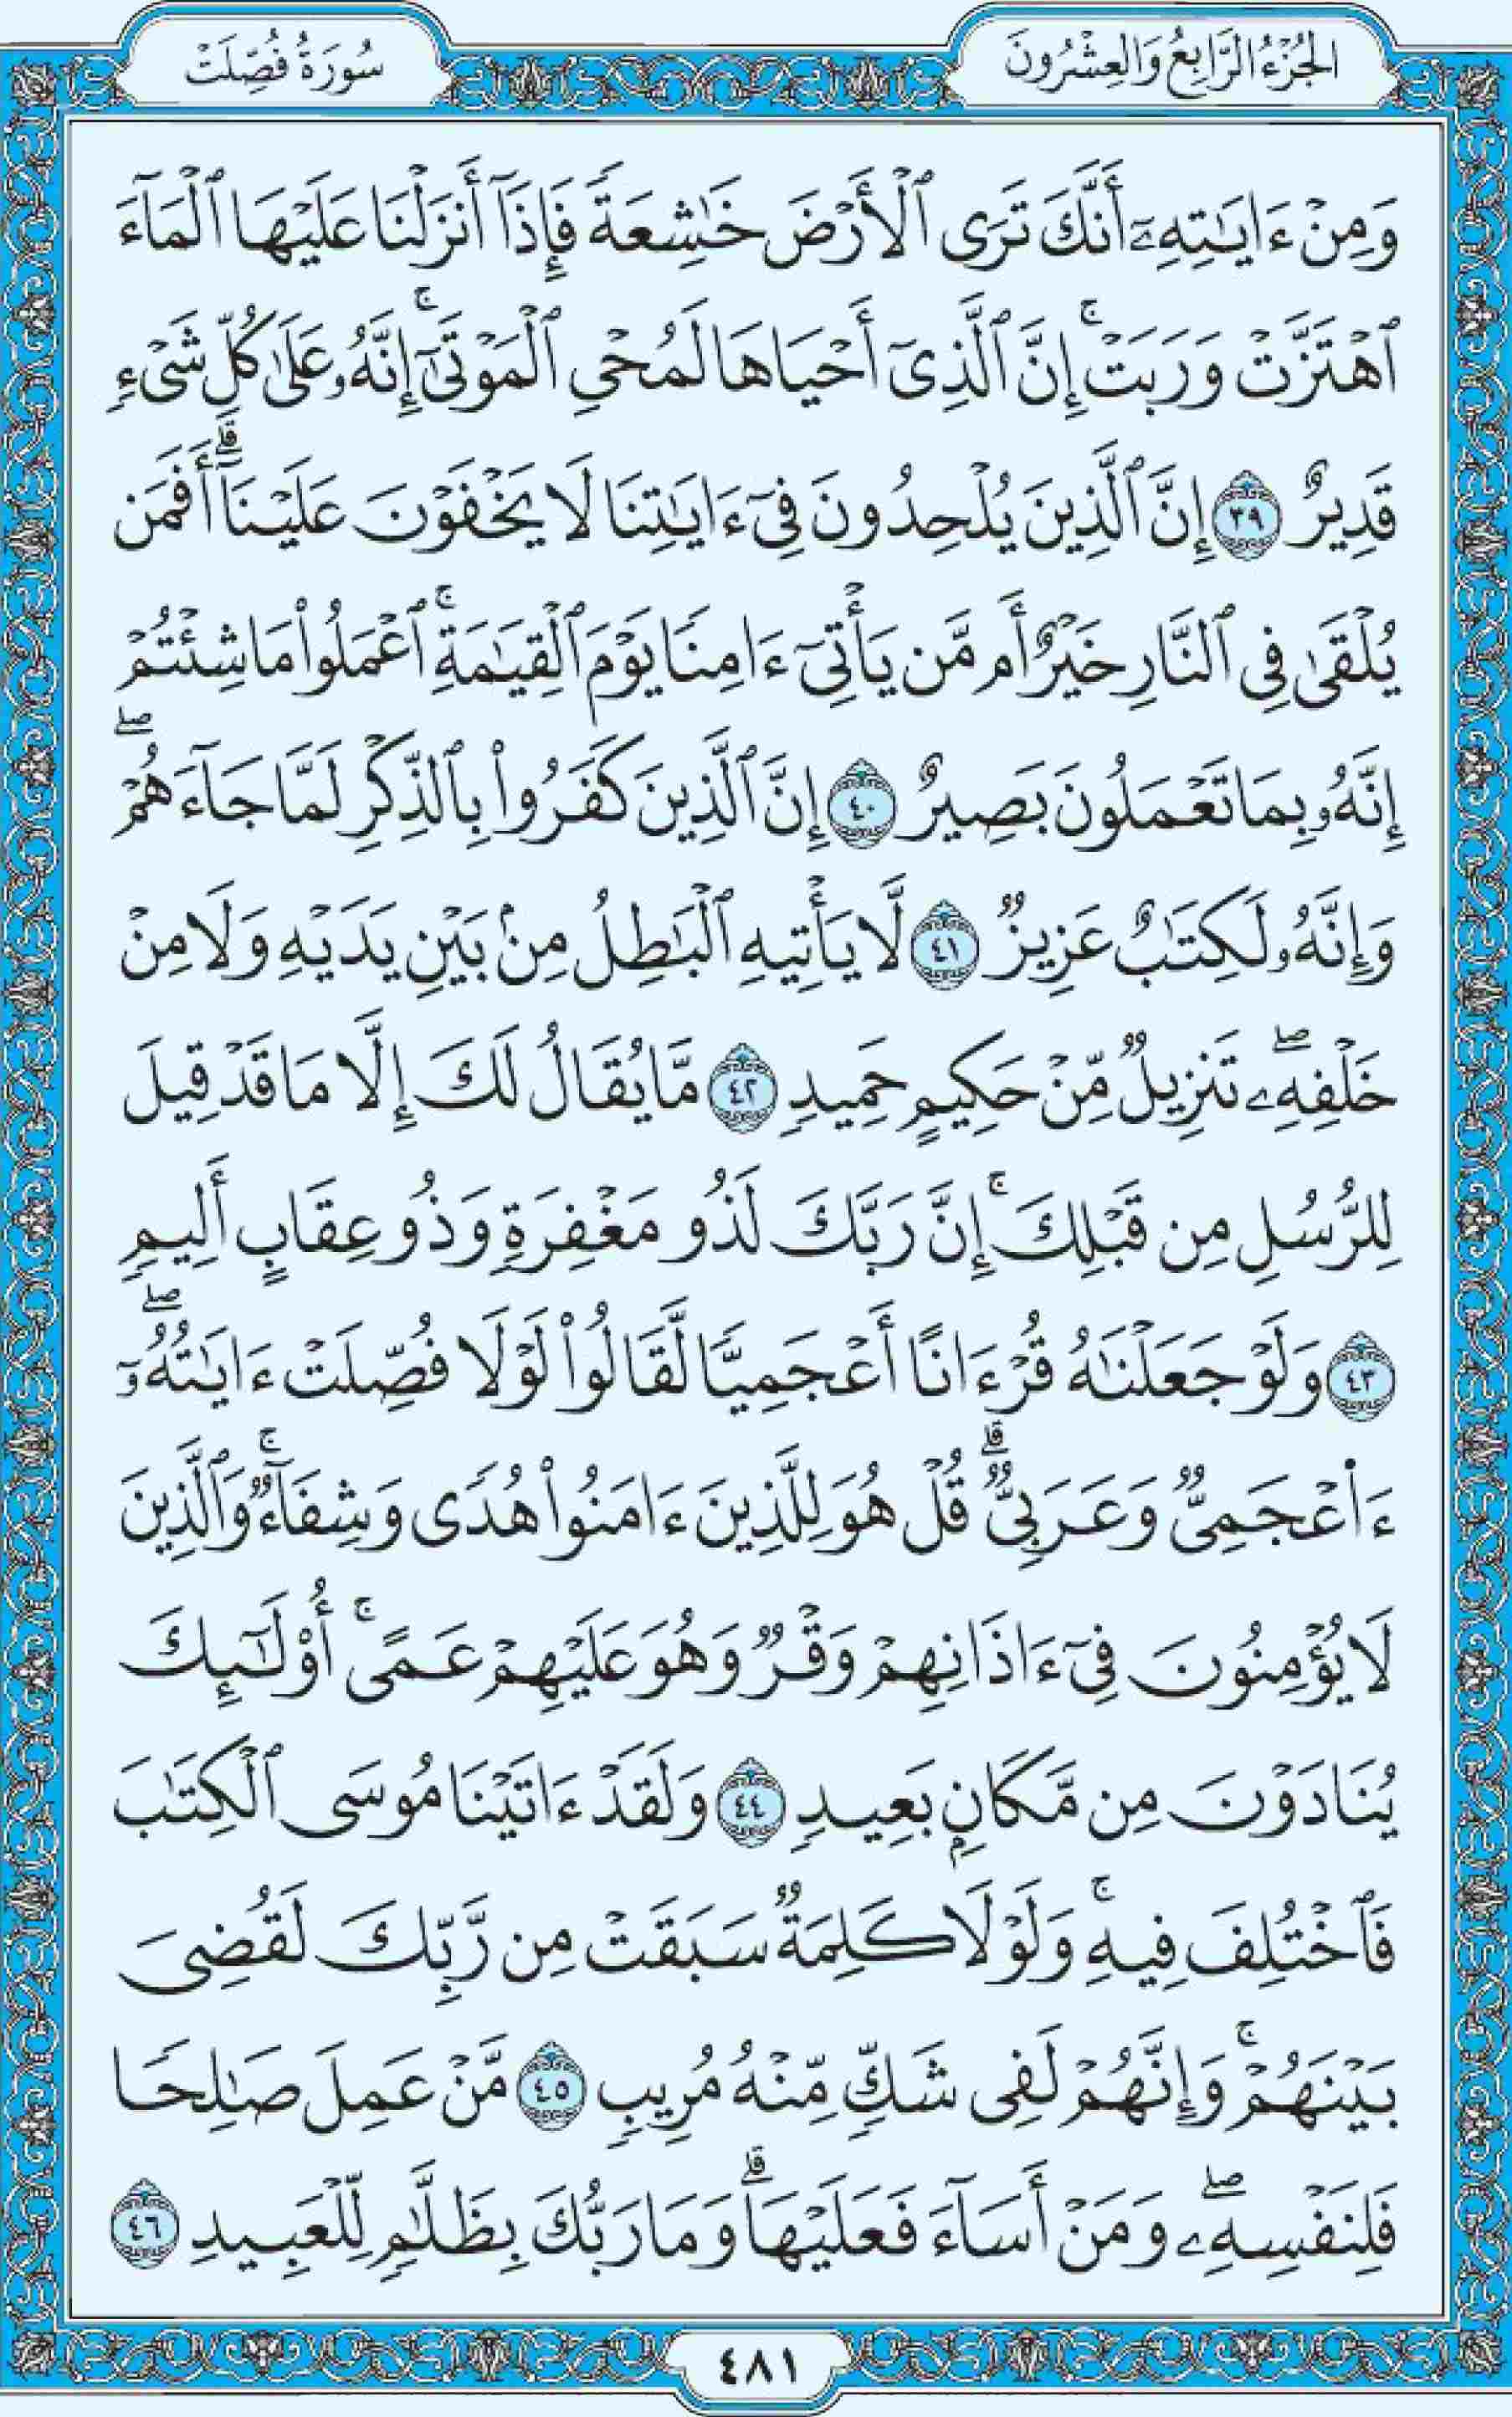 الجُزْءُ الرَّابِعُ وَالعِشْرُونَ
سُورَةُ فُصِّلَتْ
وَمِنْ ءَايَٰتِهِۦٓ أَنَّكَ تَرَى ٱلْأَرْضَ خَٰشِعَةً فَإِذَآ أَنزَلْنَا عَلَيْهَا ٱلْمَآءَ
ٱهْتَزَّتْ وَرَبَتْۚ إِنَّ ٱلَّذِىٓ أَحْيَاهَا لَمُحْىِ ٱلْمَوْتَىٰٓۚ إِنَّهُۥ عَلَىٰ كُلِّ شَىْءٍ
قَدِيرٌ ٣٩ إِنَّ ٱلَّذِينَ يُلْحِدُونَ فِىٓ ءَايَٰتِنَا لَا يَخْفَوْنَ عَلَيْنَآۗ أَفَمَن
يُلْقَىٰ فِى ٱلنَّارِ خَيْرٌ أَم مَّن يَأْتِىٓ ءَامِنًا يَوْمَ ٱلْقِيَٰمَةِۚ ٱعْمَلُوا۟ مَا شِئْتُمْ
إِنَّهُۥ بِمَا تَعْمَلُونَ بَصِيرٌ ٤٠ إِنَّ ٱلَّذِينَ كَفَرُوا۟ بِٱلذِّكْرِ لَمَّا جَآءَهُمْۖ
وَإِنَّهُۥ لَكِتَٰبٌ عَزِيزٌ ٤١ لَّا يَأْتِيهِ ٱلْبَٰطِلُ مِنۢ بَيْنِ يَدَيْهِ وَلَا مِنْ
خَلْفِهِۦۖ تَنزِيلٌ مِّنْ حَكِيمٍ حَمِيدٍ ٤٢ مَّا يُقَالُ لَكَ إِلَّا مَا قَدْ قِيلَ
لِلرُّسُلِ مِن قَبْلِكَۚ إِنَّ رَبَّكَ لَذُو مَغْفِرَةٍ وَذُو عِقَابٍ أَلِيمٍ
٤٣ وَلَوْ جَعَلْنَٰهُ قُرْءَانًا أَعْجَمِيًّا لَّقَالُوا۟ لَوْلَا فُصِّلَتْ ءَايَٰتُهُۥٓۖ
ءَا۬عْجَمِىٌّ وَعَرَبِىٌّۗ قُلْ هُوَ لِلَّذِينَ ءَامَنُوا۟ هُدًى وَشِفَآءٌۚ وَٱلَّذِينَ
لَا يُؤْمِنُونَ فِىٓ ءَاذَانِهِمْ وَقْرٌ وَهُوَ عَلَيْهِمْ عَمًىۚ أُو۟لَٰٓئِكَ
يُنَادَوْنَ مِن مَّكَانٍۭ بَعِيدٍ ٤٤ وَلَقَدْ ءَاتَيْنَا مُوسَى ٱلْكِتَٰبَ
فَٱخْتُلِفَ فِيهِۚ وَلَوْلَا كَلِمَةٌ سَبَقَتْ مِن رَّبِّكَ لَقُضِىَ
بَيْنَهُمْۚ وَإِنَّهُمْ لَفِى شَكٍّ مِّنْهُ مُرِيبٍ ٤٥ مَّنْ عَمِلَ صَٰلِحًا
فَلِنَفْسِهِۦۖ وَمَنْ أَسَآءَ فَعَلَيْهَاۗ وَمَا رَبُّكَ بِظَلَّٰمٍ لِّلْعَبِيدِ ٤٦
٤٨١